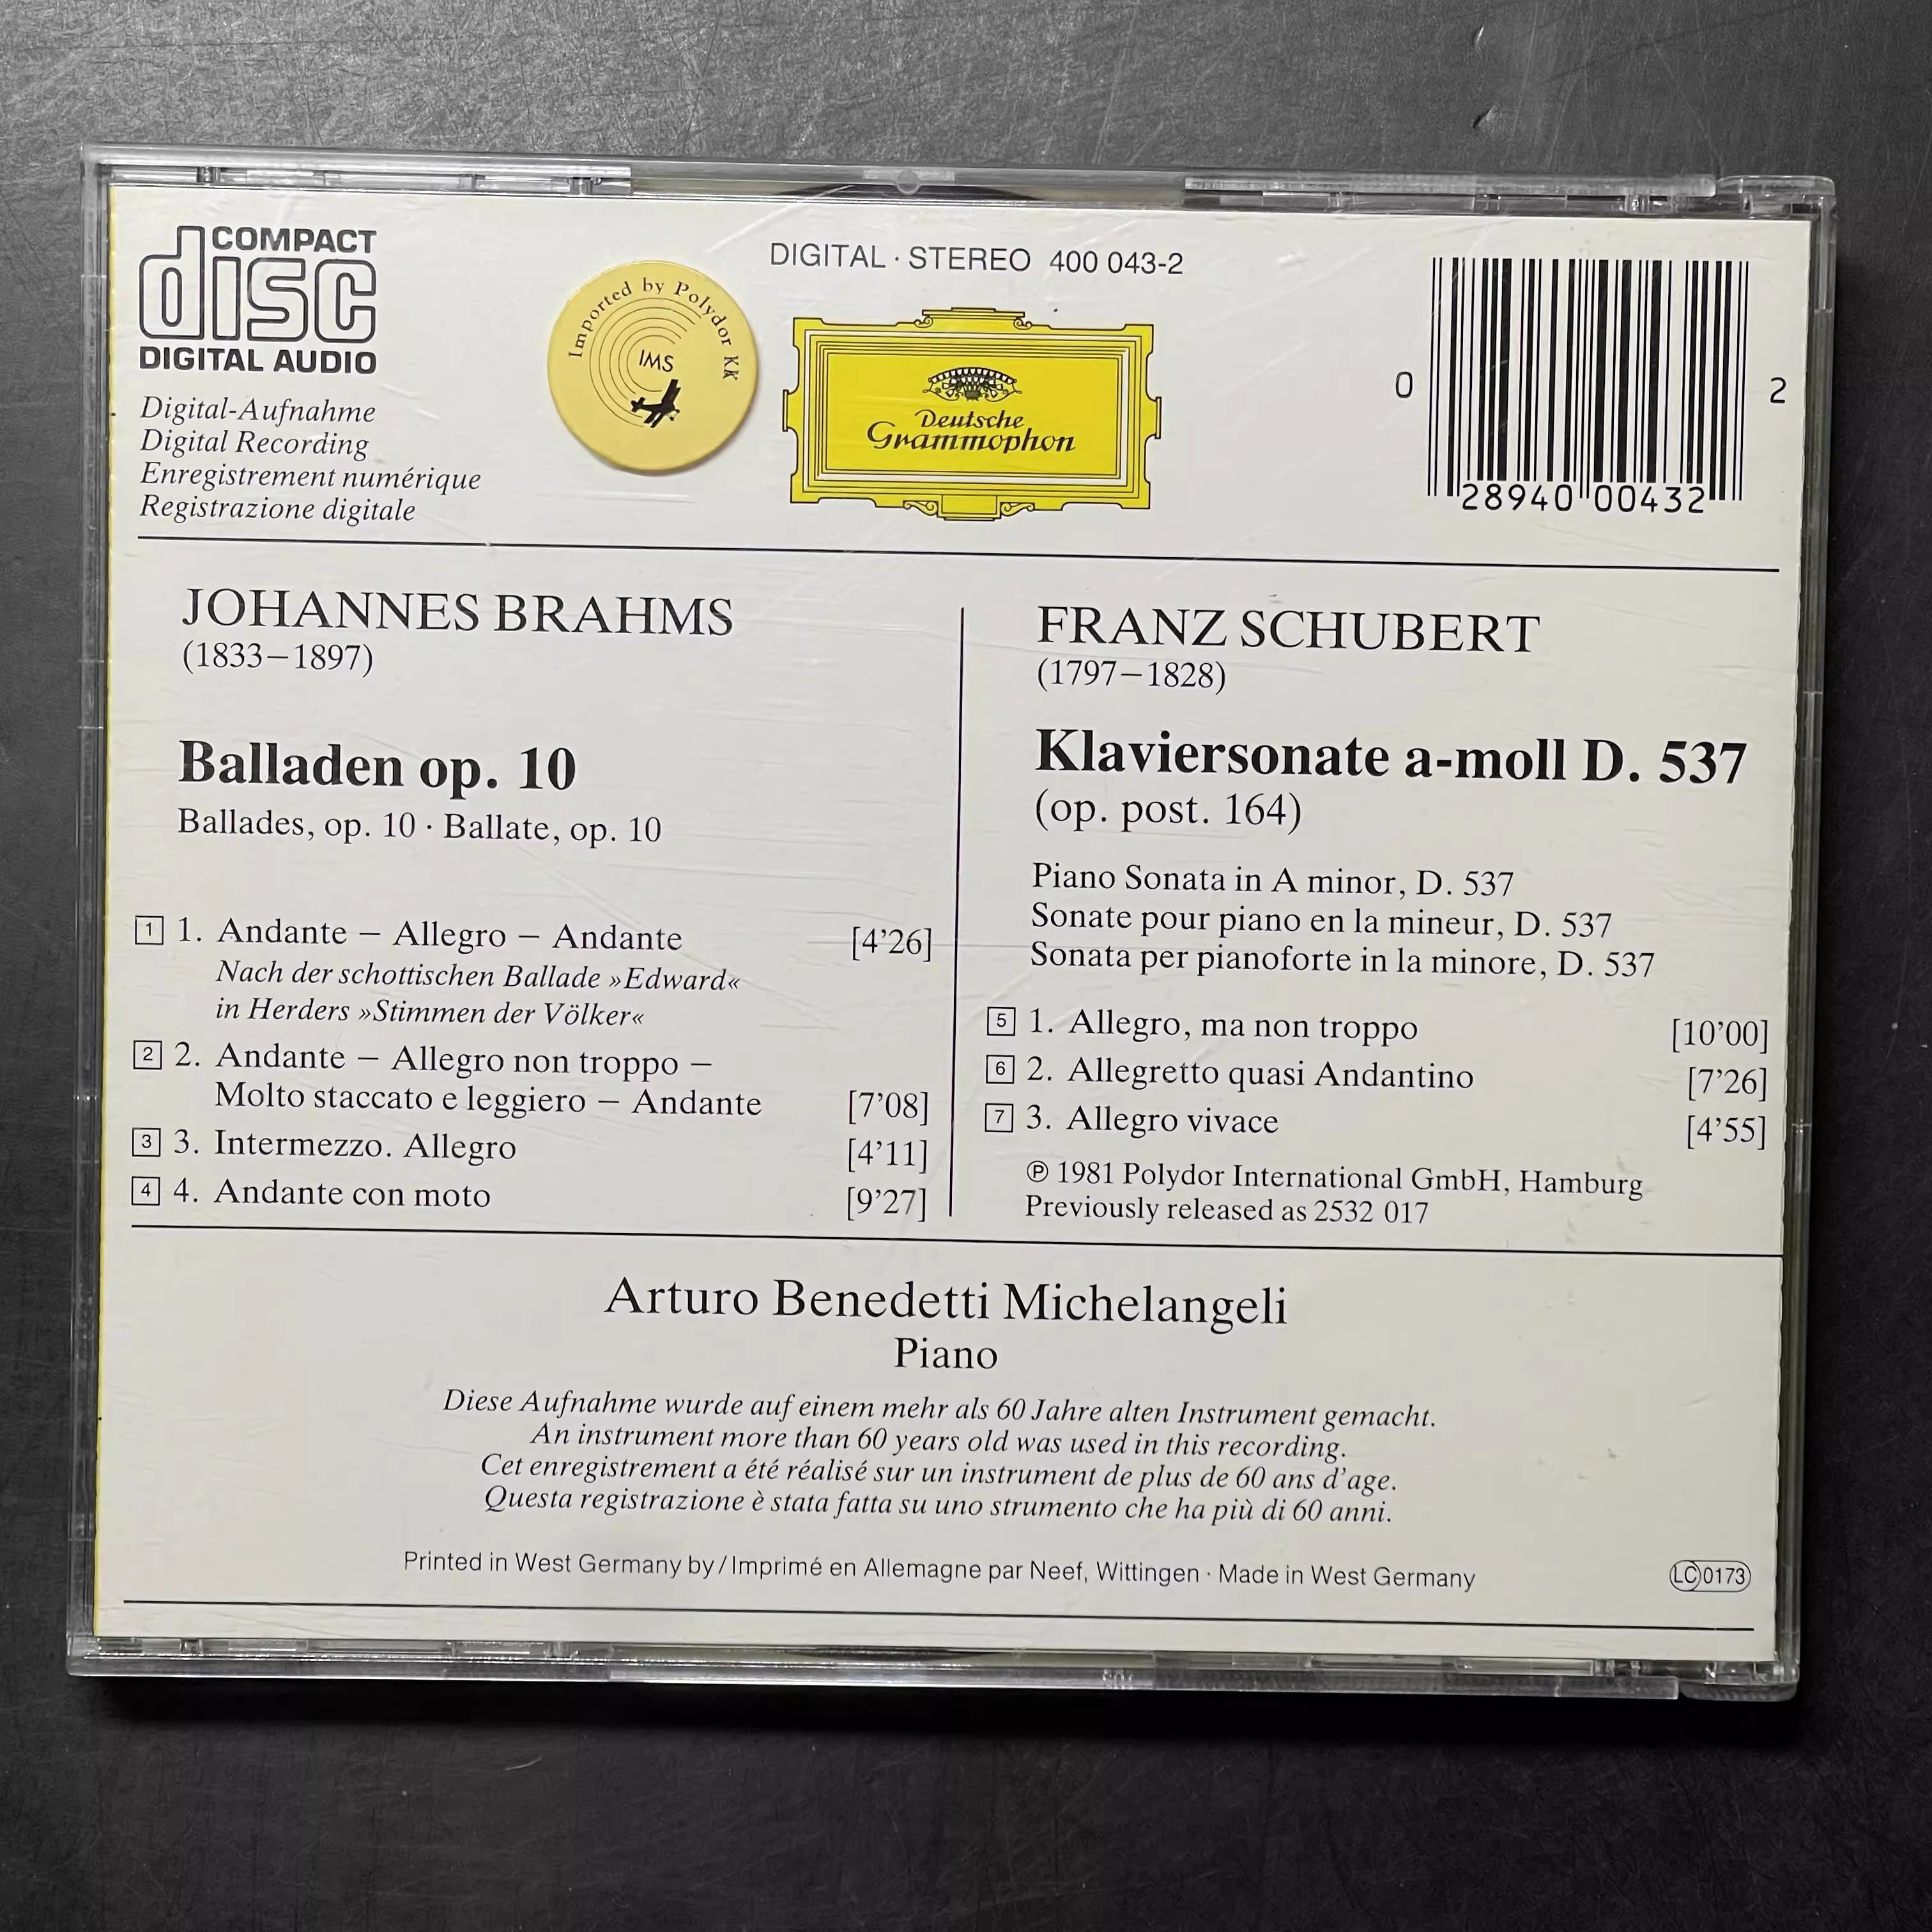 COMPACT
disc
DIGITAL AUDIO
Digital-Aufnahme
Digital Recording
Enregistrement numérique
Registrazione digitale
Imported by Polydor KK
IMS
DIGITAL · STEREO 400 043-2
Deutsche
Grammophon
0 28940 00432 2
JOHANNES BRAHMS
(1833–1897)
Balladen op. 10
Ballades, op. 10 · Ballate, op. 10
1 1. Andante – Allegro – Andante [4’26]
Nach der schottischen Ballade »Edward«
in Herders »Stimmen der Völker«
2 2. Andante – Allegro non troppo –
Molto staccato e leggiero – Andante [7’08]
3 3. Intermezzo. Allegro [4’11]
4 4. Andante con moto [9’27]
FRANZ SCHUBERT
(1797–1828)
Klaviersonate a-moll D. 537
(op. post. 164)
Piano Sonata in A minor, D. 537
Sonate pour piano en la mineur, D. 537
Sonata per pianoforte in la minore, D. 537
5 1. Allegro, ma non troppo [10’00]
6 2. Allegretto quasi Andantino [7’26]
7 3. Allegro vivace [4’55]
℗ 1981 Polydor International GmbH, Hamburg
Previously released as 2532 017
Arturo Benedetti Michelangeli
Piano
Diese Aufnahme wurde auf einem mehr als 60 Jahre alten Instrument gemacht.
An instrument more than 60 years old was used in this recording.
Cet enregistrement a été réalisé sur un instrument de plus de 60 ans d’age.
Questa registrazione è stata fatta su uno strumento che ha più di 60 anni.
Printed in West Germany by / Imprimé en Allemagne par Neef, Wittingen · Made in West Germany
LC 0173